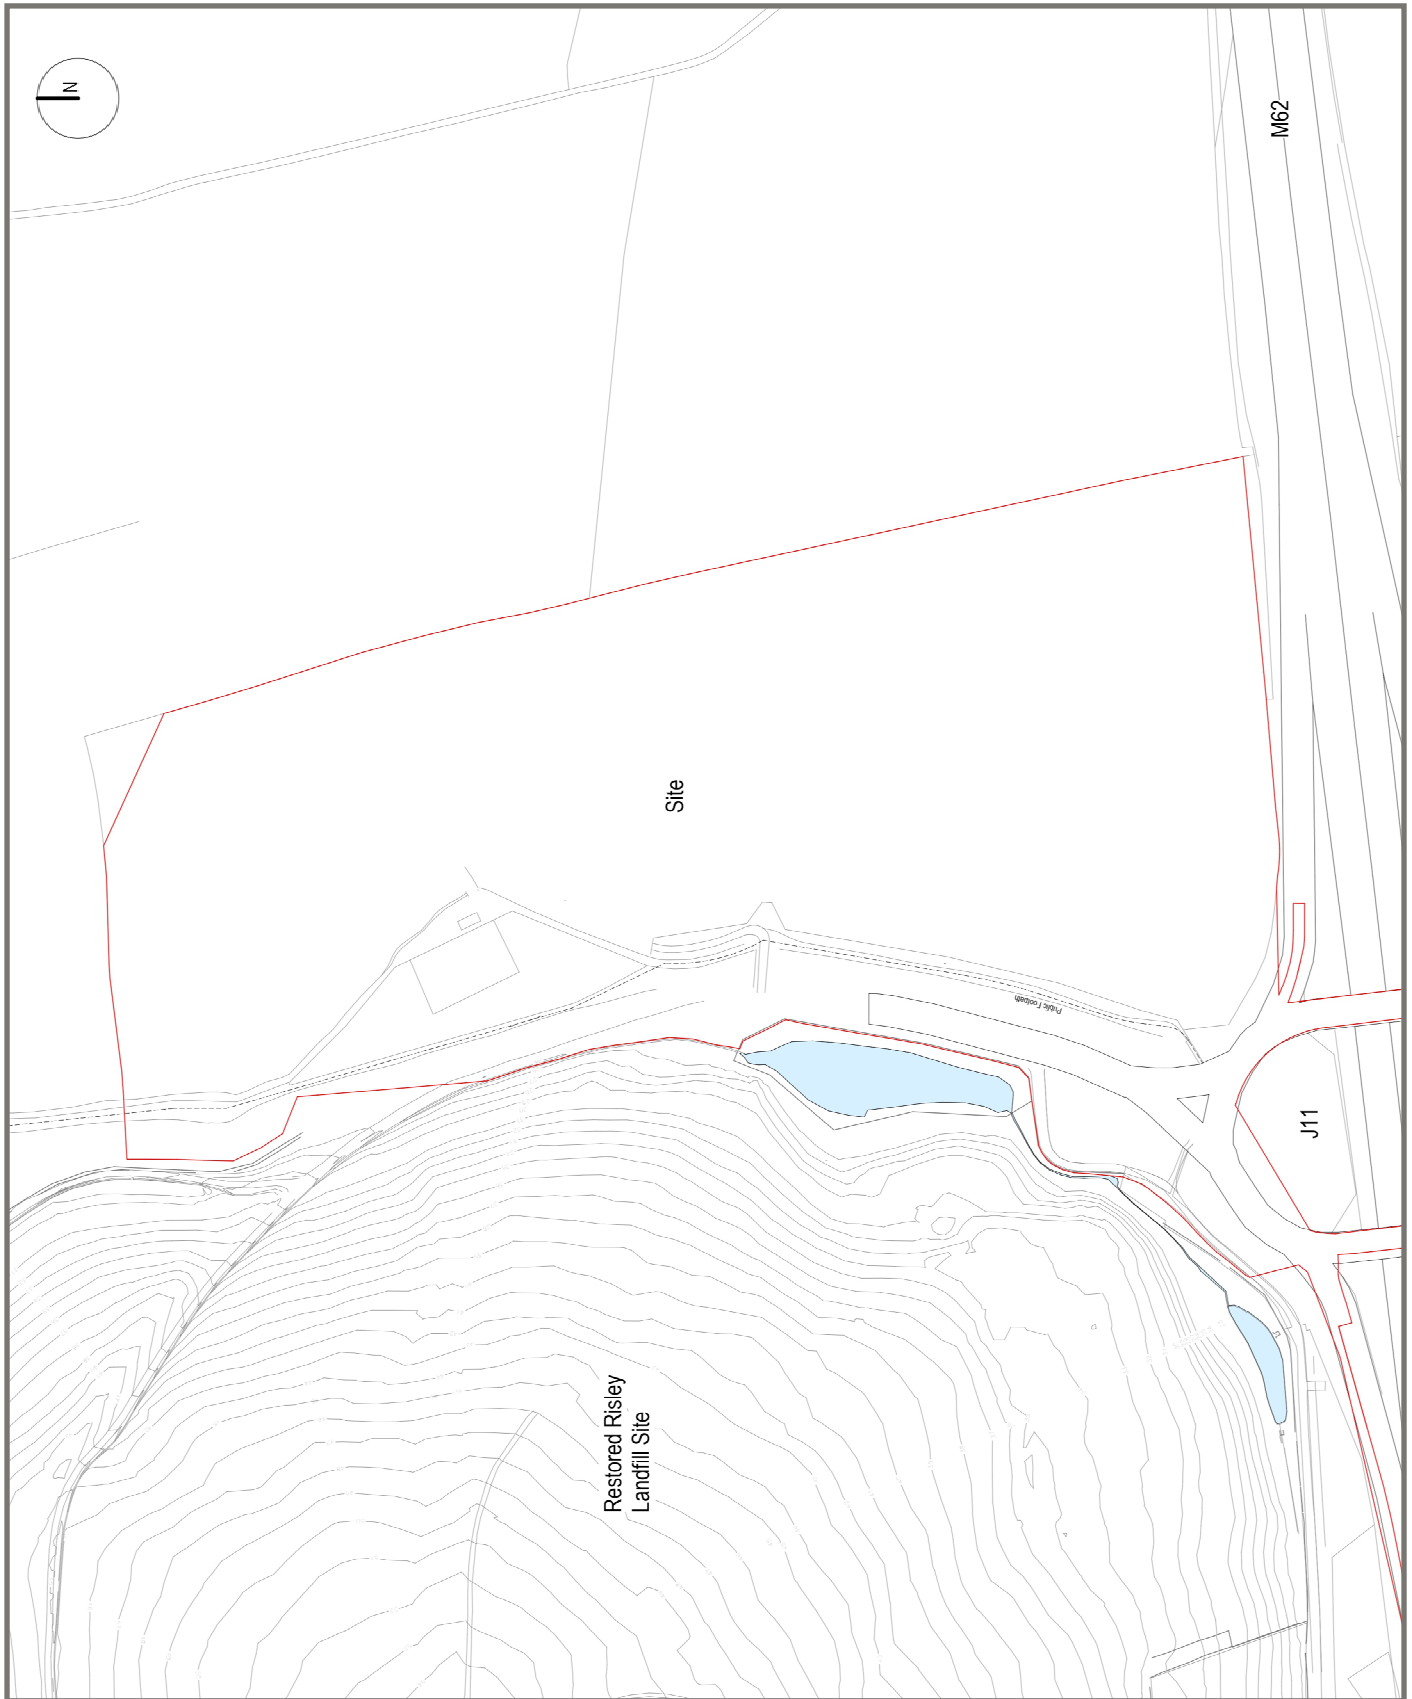 N
M62
Site
Public Footpath
J11
Restored Risley
Landfill Site